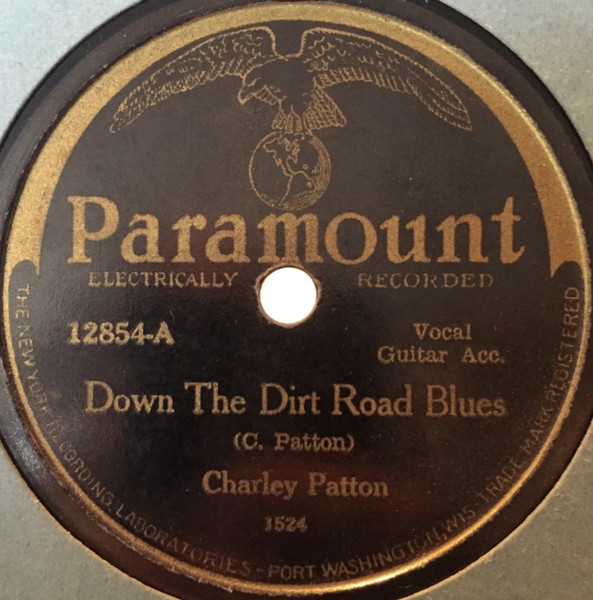 Paramount
ELECTRICALLY RECORDED
12854-A
Vocal
Guitar Acc.
Down The Dirt Road Blues
(C. Patton)
Charley Patton
1524
THE NEW YORK RECORDING LABORATORIES - PORT WASHINGTON, WIS. TRADE MARK REGISTERED